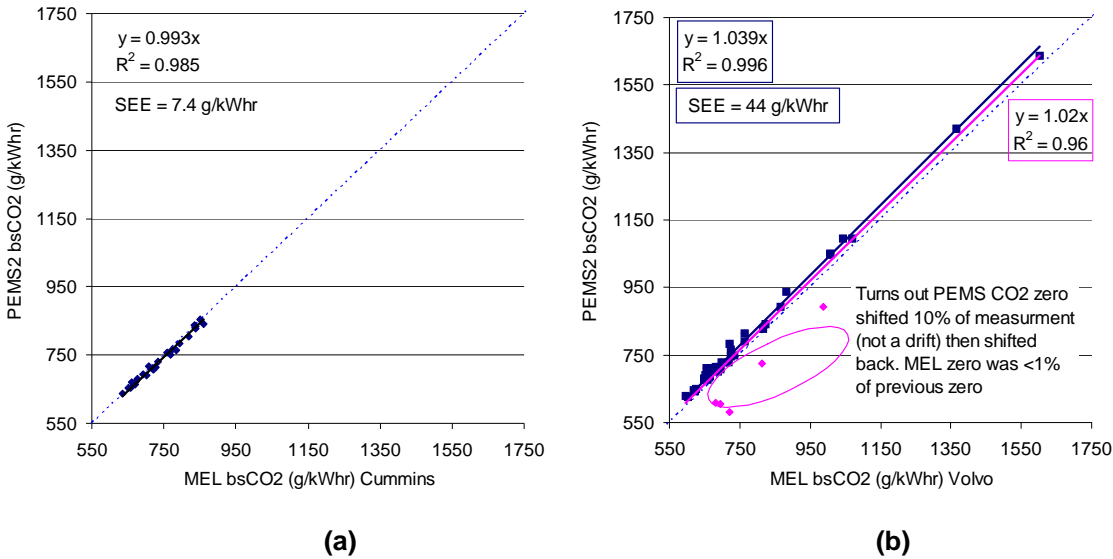 1750
1550
1350
1150
950
750
550
PEMS2 bsCO2 (g/kWhr)
y = 0.993x
R² = 0.985
SEE = 7.4 g/kWhr
550 750 950 1150 1350 1550 1750
MEL bsCO2 (g/kWhr) Cummins
(a)
1750
1550
1350
1150
950
750
550
PEMS2 bsCO2 (g/kWhr)
y = 1.039x
R² = 0.996
SEE = 44 g/kWhr
y = 1.02x
R² = 0.96
Turns out PEMS CO2 zero
shifted 10% of measurment
(not a drift) then shifted
back. MEL zero was <1%
of previous zero
550 750 950 1150 1350 1550 1750
MEL bsCO2 (g/kWhr) Volvo
(b)